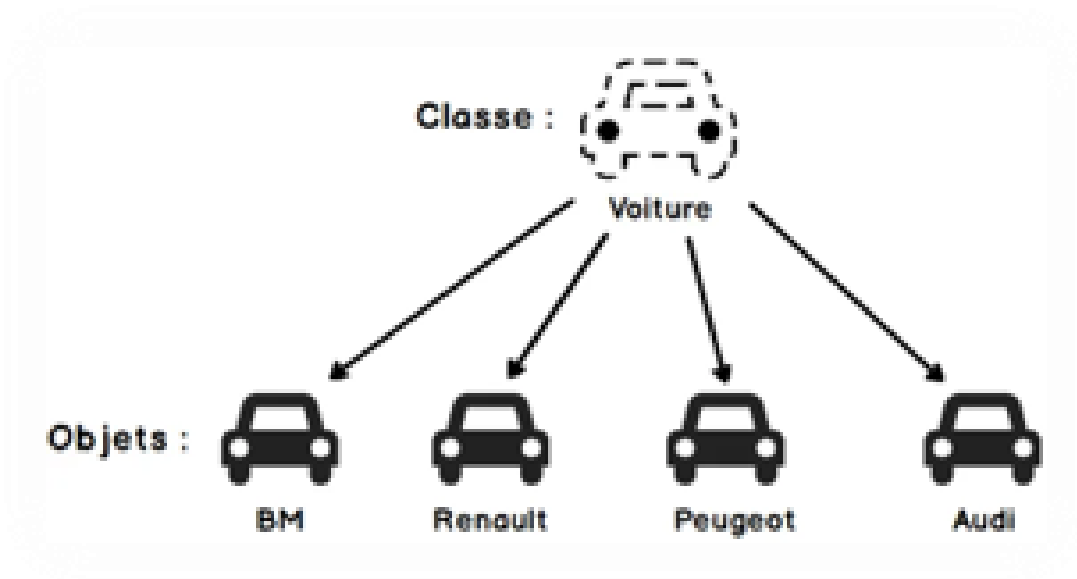 Classe :
Voiture
Objets :
BM
Renault
Peugeot
Audi